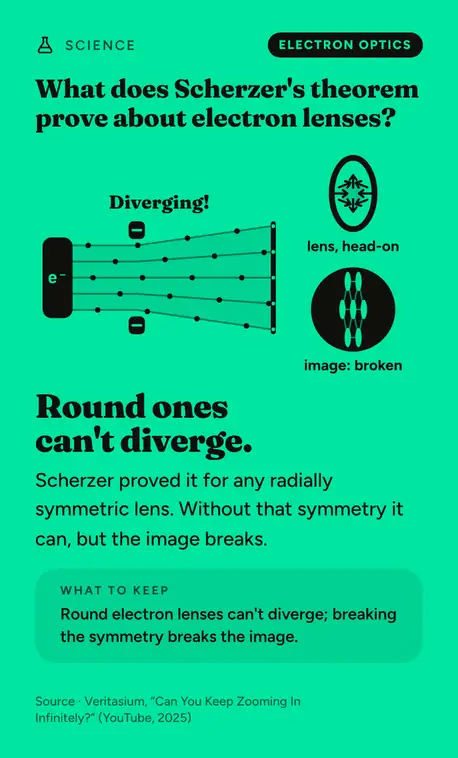 SCIENCE
ELECTRON OPTICS
What does Scherzer's theorem
prove about electron lenses?
Diverging!
e⁻
lens, head-on
image: broken
Round ones
can't diverge.
Scherzer proved it for any radially
symmetric lens. Without that symmetry it
can, but the image breaks.
WHAT TO KEEP
Round electron lenses can't diverge; breaking
the symmetry breaks the image.
Source · Veritasium, “Can You Keep Zooming In
Infinitely?” (YouTube, 2025)